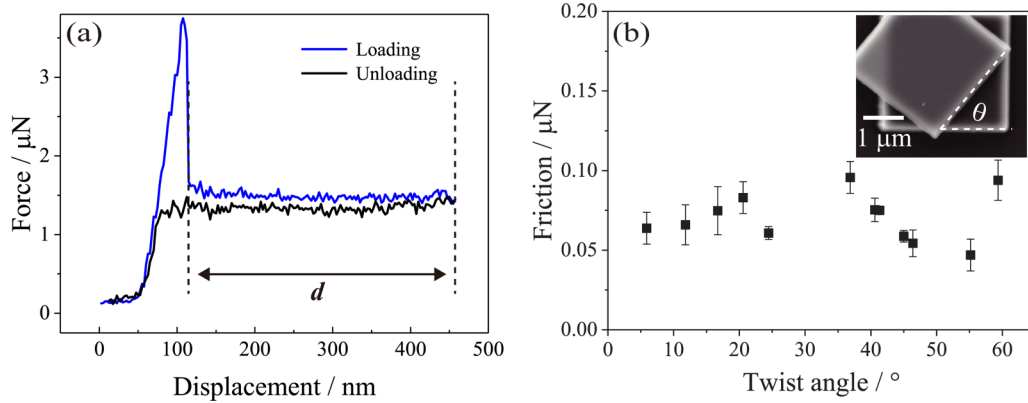 (a)
Loading
Unloading
Force / μN
3
2
1
0
d
0
100
200
300
400
500
Displacement / nm
(b)
Friction / μN
0.20
0.15
0.10
0.05
0.00
1 μm
θ
0
10
20
30
40
50
60
Twist angle / °